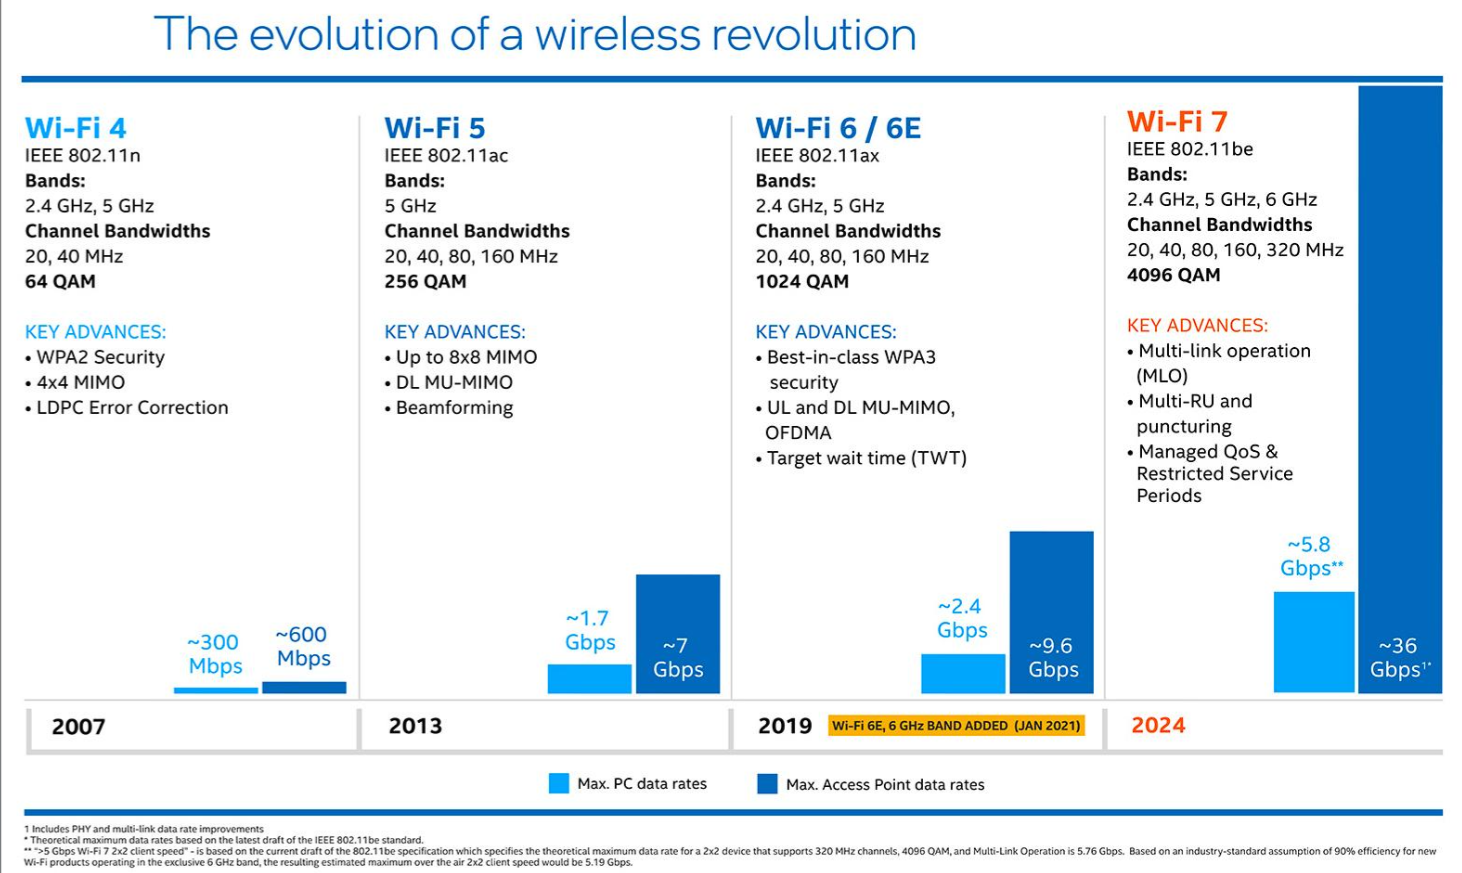 The evolution of a wireless revolution
Wi-Fi 4
IEEE 802.11n
Bands:
2.4 GHz, 5 GHz
Channel Bandwidths
20, 40 MHz
64 QAM
KEY ADVANCES:
• WPA2 Security
• 4x4 MIMO
• LDPC Error Correction
~300
Mbps
~600
Mbps
2007
Wi-Fi 5
IEEE 802.11ac
Bands:
5 GHz
Channel Bandwidths
20, 40, 80, 160 MHz
256 QAM
KEY ADVANCES:
• Up to 8x8 MIMO
• DL MU-MIMO
• Beamforming
~1.7
Gbps
~7
Gbps
2013
Wi-Fi 6 / 6E
IEEE 802.11ax
Bands:
2.4 GHz, 5 GHz
Channel Bandwidths
20, 40, 80, 160 MHz
1024 QAM
KEY ADVANCES:
• Best-in-class WPA3
security
• UL and DL MU-MIMO,
OFDMA
• Target wait time (TWT)
~2.4
Gbps
~9.6
Gbps
2019
Wi-Fi 6E, 6 GHz BAND ADDED (JAN 2021)
Wi-Fi 7
IEEE 802.11be
Bands:
2.4 GHz, 5 GHz, 6 GHz
Channel Bandwidths
20, 40, 80, 160, 320 MHz
4096 QAM
KEY ADVANCES:
• Multi-link operation
(MLO)
• Multi-RU and
puncturing
• Managed QoS &
Restricted Service
Periods
~5.8
Gbps**
~36
Gbps¹*
2024
Max. PC data rates
Max. Access Point data rates
1 Includes PHY and multi-link data rate improvements
* Theoretical maximum data rates based on the latest draft of the IEEE 802.11be standard.
** ">5 Gbps Wi-Fi 7 2x2 client speed" - is based on the current draft of the 802.11be specification which specifies the theoretical maximum data rate for a 2x2 device that supports 320 MHz channels, 4096 QAM, and Multi-Link Operation is 5.76 Gbps. Based on an industry-standard assumption of 90% efficiency for new
Wi-Fi products operating in the exclusive 6 GHz band, the resulting estimated maximum over the air 2x2 client speed would be 5.19 Gbps.